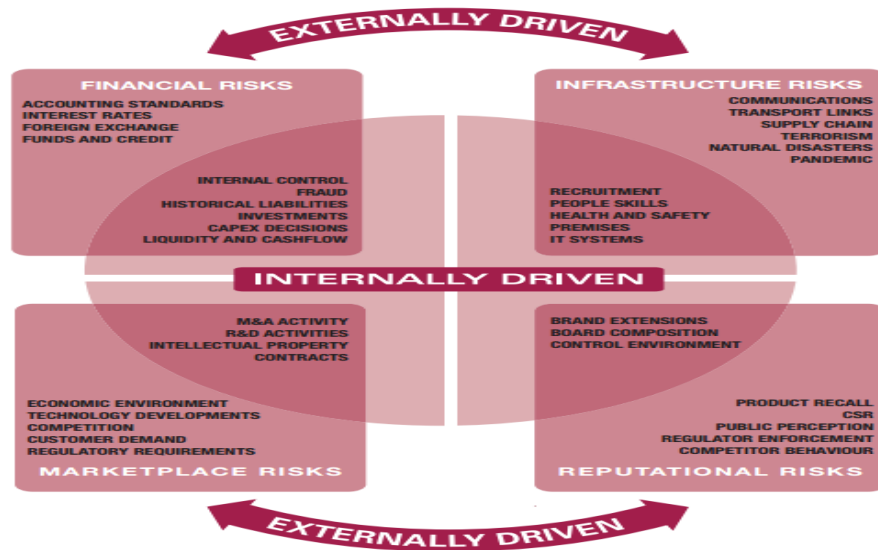 EXTERNALLY DRIVEN
FINANCIAL RISKS
ACCOUNTING STANDARDS
INTEREST RATES
FOREIGN EXCHANGE
FUNDS AND CREDIT
INTERNAL CONTROL
FRAUD
HISTORICAL LIABILITIES
INVESTMENTS
CAPEX DECISIONS
LIQUIDITY AND CASHFLOW
INFRASTRUCTURE RISKS
COMMUNICATIONS
TRANSPORT LINKS
SUPPLY CHAIN
TERRORISM
NATURAL DISASTERS
PANDEMIC
RECRUITMENT
PEOPLE SKILLS
HEALTH AND SAFETY
PREMISES
IT SYSTEMS
INTERNALLY DRIVEN
M&A ACTIVITY
R&D ACTIVITIES
INTELLECTUAL PROPERTY
CONTRACTS
ECONOMIC ENVIRONMENT
TECHNOLOGY DEVELOPMENTS
COMPETITION
CUSTOMER DEMAND
REGULATORY REQUIREMENTS
MARKETPLACE RISKS
BRAND EXTENSIONS
BOARD COMPOSITION
CONTROL ENVIRONMENT
PRODUCT RECALL
CSR
PUBLIC PERCEPTION
REGULATOR ENFORCEMENT
COMPETITOR BEHAVIOUR
REPUTATIONAL RISKS
EXTERNALLY DRIVEN